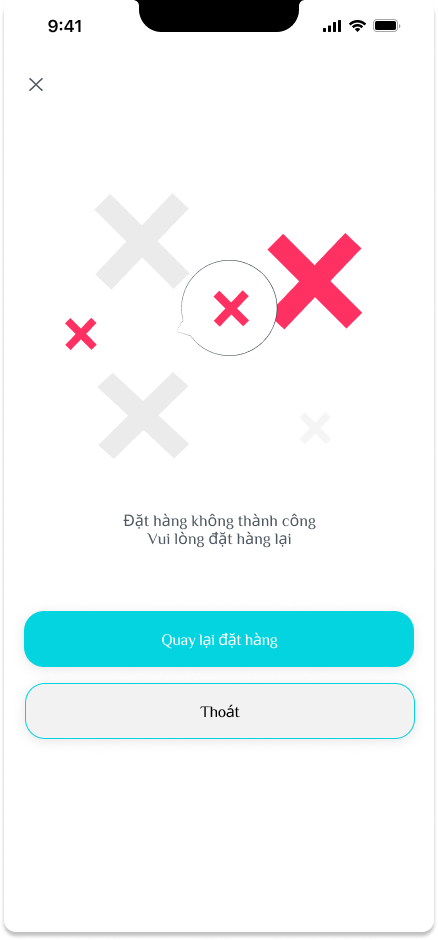 9:41
Đặt hàng không thành công
Vui lòng đặt hàng lại
Quay lại đặt hàng
Thoát